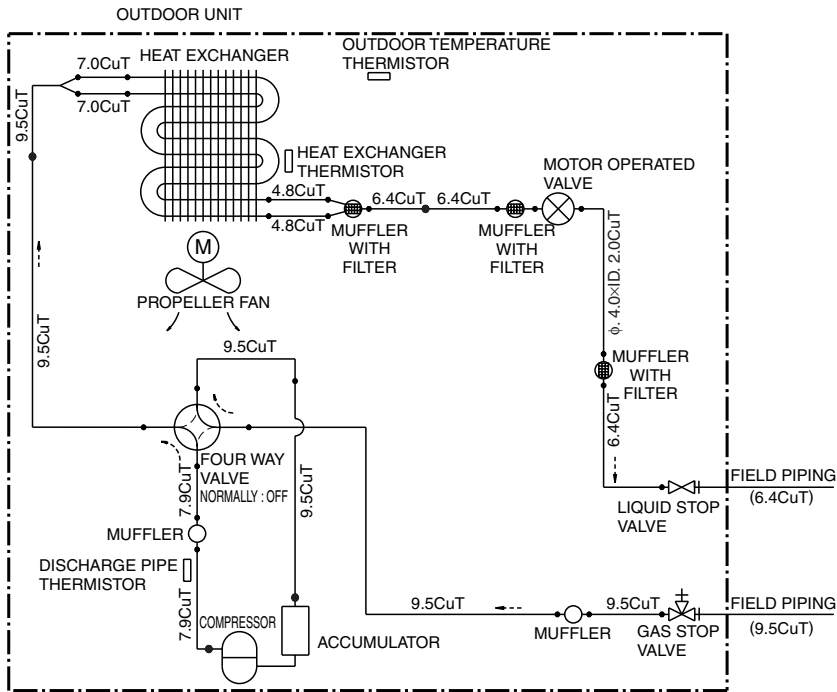 OUTDOOR UNIT
HEAT EXCHANGER
OUTDOOR TEMPERATURE
THERMISTOR
7.0CuT
7.0CuT
9.5CuT
HEAT EXCHANGER
THERMISTOR
MOTOR OPERATED
VALVE
4.8CuT
6.4CuT
6.4CuT
4.8CuT
MUFFLER
WITH
FILTER
MUFFLER
WITH
FILTER
M
PROPELLER FAN
ϕ. 4.0×ID. 2.0CuT
9.5CuT
9.5CuT
MUFFLER
WITH
FILTER
6.4CuT
FOUR WAY
VALVE
NORMALLY : OFF
7.9CuT
9.5CuT
FIELD PIPING
(6.4CuT)
LIQUID STOP
VALVE
MUFFLER
DISCHARGE PIPE
THERMISTOR
7.9CuT
COMPRESSOR
ACCUMULATOR
9.5CuT
9.5CuT
FIELD PIPING
(9.5CuT)
MUFFLER
GAS STOP
VALVE